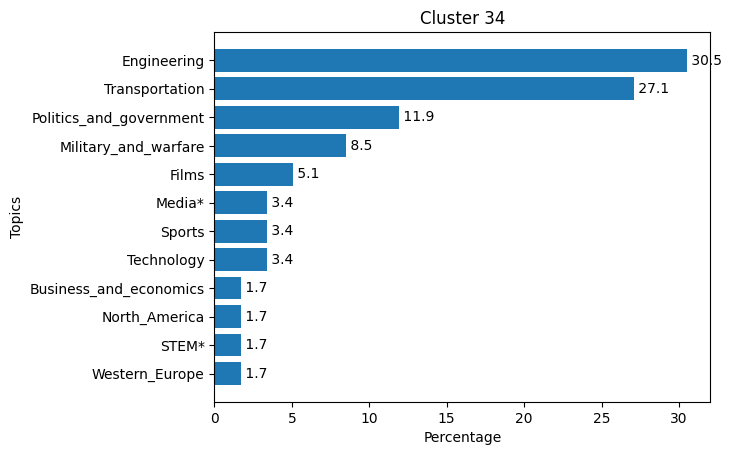 Cluster 34
Topics
Engineering 30.5
Transportation 27.1
Politics_and_government 11.9
Military_and_warfare 8.5
Films 5.1
Media* 3.4
Sports 3.4
Technology 3.4
Business_and_economics 1.7
North_America 1.7
STEM* 1.7
Western_Europe 1.7
0 5 10 15 20 25 30
Percentage